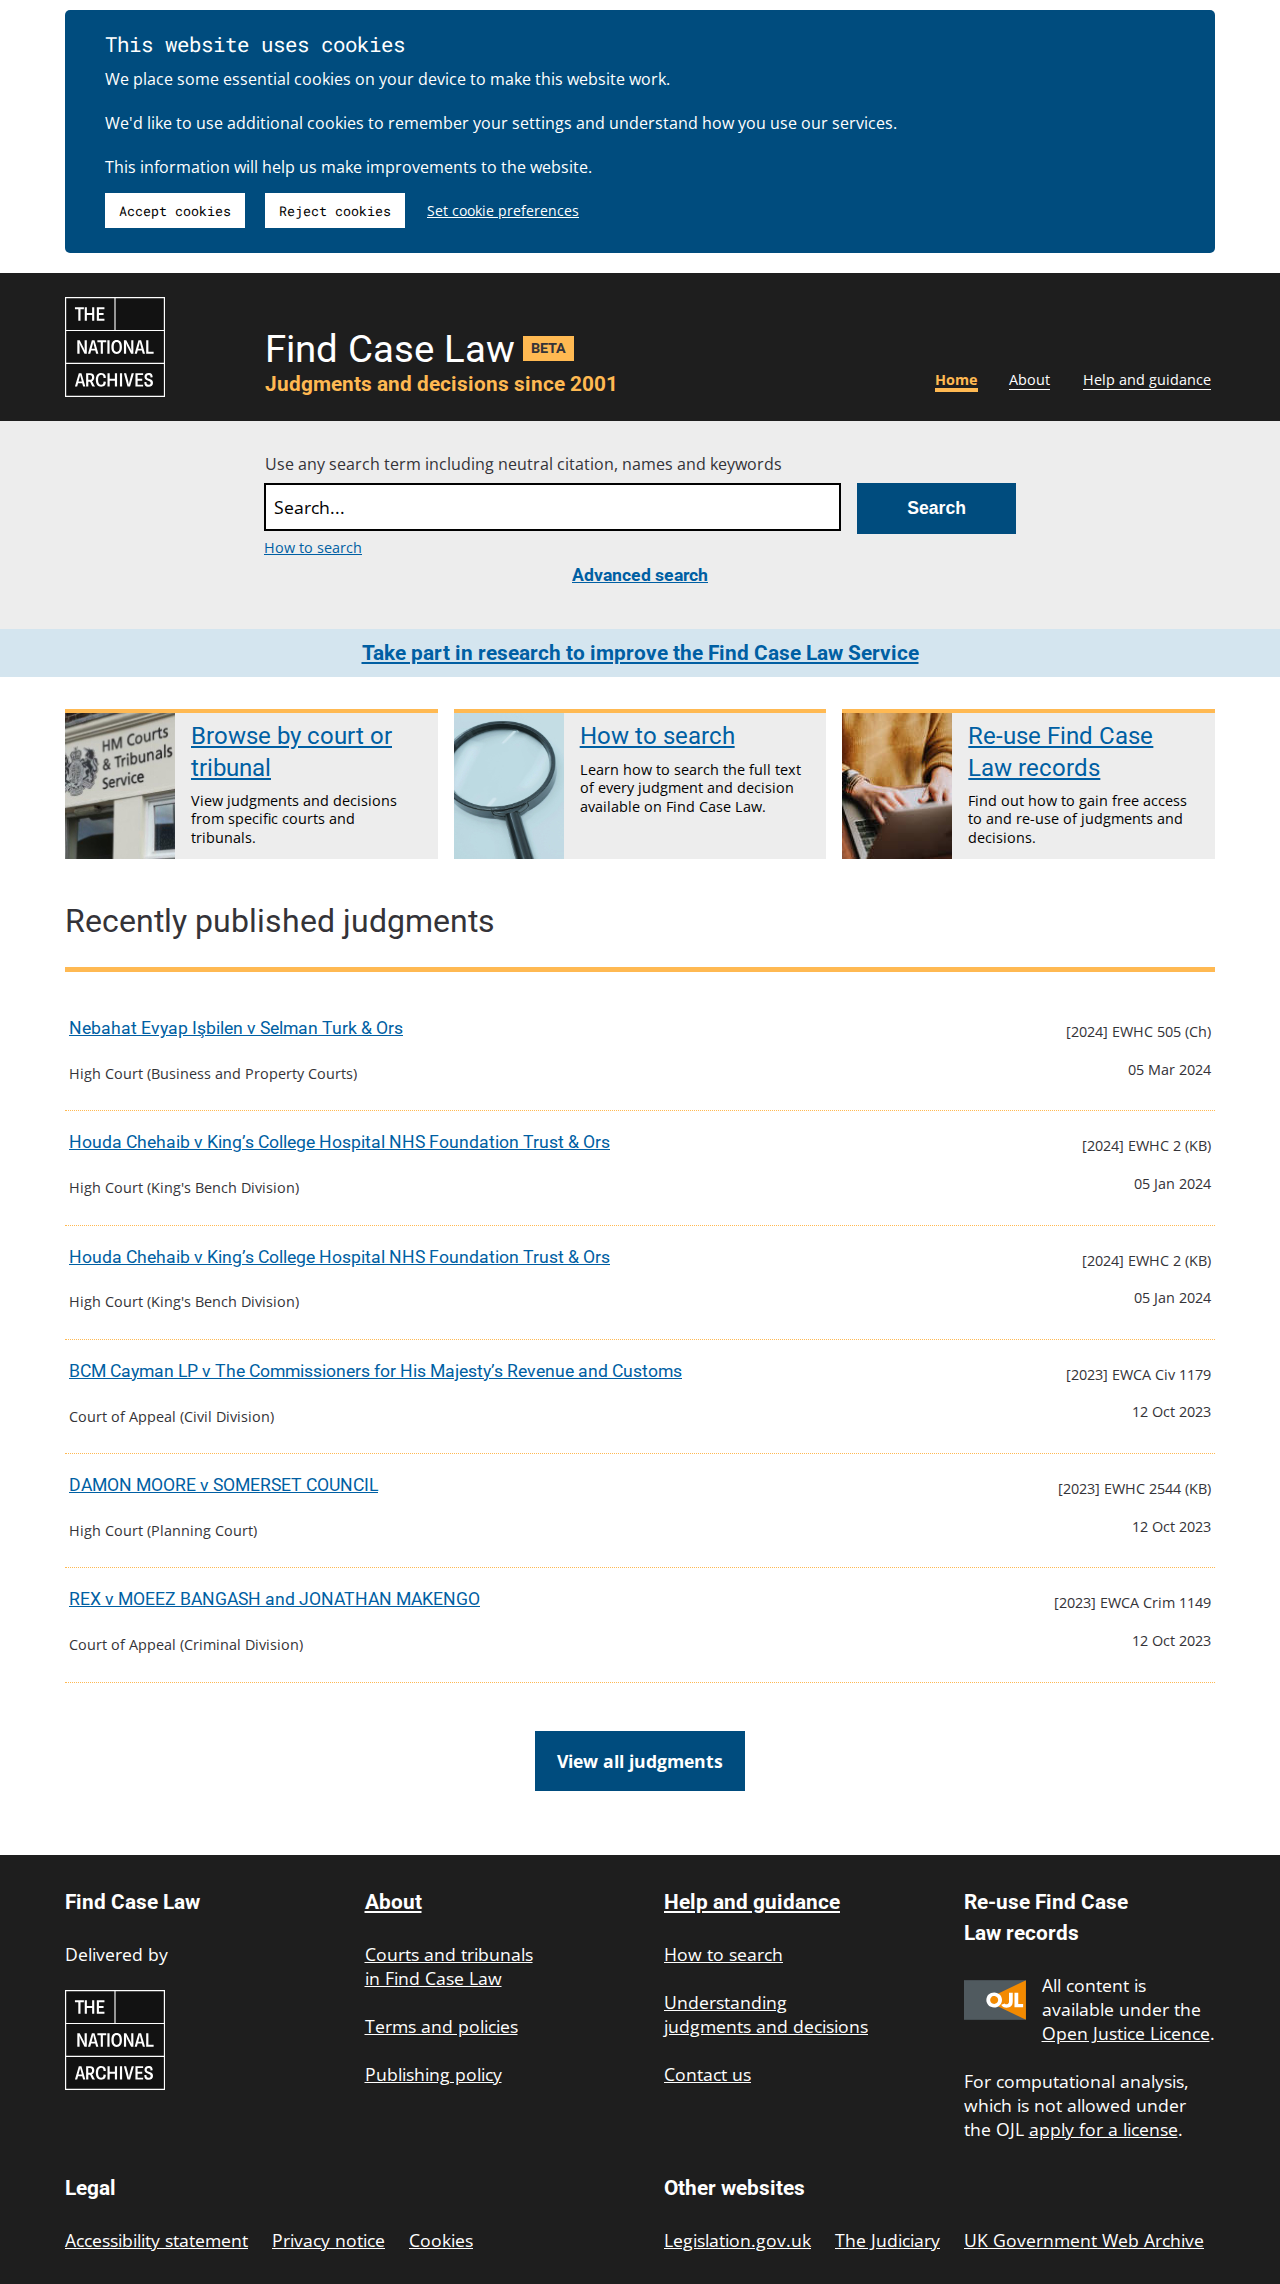 This website uses cookies
We place some essential cookies on your device to make this website work.
We'd like to use additional cookies to remember your settings and understand how you use our services.
This information will help us make improvements to the website.
Accept cookies
Reject cookies
Set cookie preferences
THE
NATIONAL
ARCHIVES
Find Case Law BETA
Judgments and decisions since 2001
Home
About
Help and guidance
Use any search term including neutral citation, names and keywords
Search...
Search
How to search
Advanced search
Take part in research to improve the Find Case Law Service
HM Courts
& Tribunals
Service
Browse by court or
tribunal
View judgments and decisions
from specific courts and
tribunals.
How to search
Learn how to search the full text
of every judgment and decision
available on Find Case Law.
Re-use Find Case
Law records
Find out how to gain free access
to and re-use of judgments and
decisions.
Recently published judgments
Nebahat Evyap Işbilen v Selman Turk & Ors
[2024] EWHC 505 (Ch)
High Court (Business and Property Courts)
05 Mar 2024
Houda Chehaib v King’s College Hospital NHS Foundation Trust & Ors
[2024] EWHC 2 (KB)
High Court (King's Bench Division)
05 Jan 2024
Houda Chehaib v King’s College Hospital NHS Foundation Trust & Ors
[2024] EWHC 2 (KB)
High Court (King's Bench Division)
05 Jan 2024
BCM Cayman LP v The Commissioners for His Majesty’s Revenue and Customs
[2023] EWCA Civ 1179
Court of Appeal (Civil Division)
12 Oct 2023
DAMON MOORE v SOMERSET COUNCIL
[2023] EWHC 2544 (KB)
High Court (Planning Court)
12 Oct 2023
REX v MOEEZ BANGASH and JONATHAN MAKENGO
[2023] EWCA Crim 1149
Court of Appeal (Criminal Division)
12 Oct 2023
View all judgments
Find Case Law
Delivered by
THE
NATIONAL
ARCHIVES
About
Courts and tribunals
in Find Case Law
Terms and policies
Publishing policy
Help and guidance
How to search
Understanding
judgments and decisions
Contact us
Re-use Find Case
Law records
OJL
All content is
available under the
Open Justice Licence.
For computational analysis,
which is not allowed under
the OJL apply for a license.
Legal
Accessibility statement
Privacy notice
Cookies
Other websites
Legislation.gov.uk
The Judiciary
UK Government Web Archive